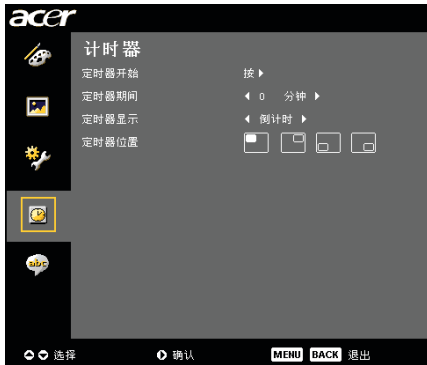 acer
计时器
定时器开始 按
定时器期间 0 分钟
定时器显示 倒计时
定时器位置
abc
选择 确认 MENU BACK 退出